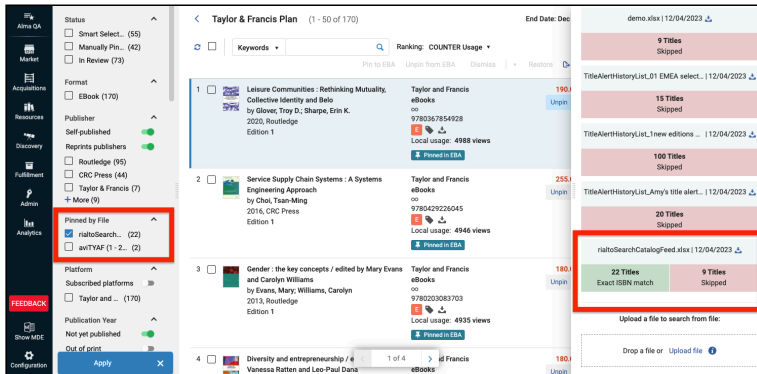 Alma QA
Market
Acquisitions
Resources
Discovery
Fulfillment
Admin
Analytics
FEEDBACK
Show MDE
Configuration
Status
Smart Select... (55)
Manually Pin... (42)
In Review (73)
Format
EBook (170)
Publisher
Self-published
Reprints publishers
Routledge (95)
CRC Press (44)
Taylor & Francis (7)
+ More (9)
Pinned by File
rialtoSearch... (22)
aviTYAF (1 - 2... (2)
Platform
Subscribed platforms
Taylor and ... (170)
Publication Year
Not yet published
Out of print
Apply X
< Taylor & Francis Plan (1 - 50 of 170) End Date: Dec
Keywords Ranking: COUNTER Usage
Pin to EBA Unpin from EBA Dismiss + Restore
1 Leisure Communities : Rethinking Mutuality,
Collective Identity and Belo
by Glover, Troy D.; Sharpe, Erin K.
2020, Routledge
Edition 1
Taylor and Francis
eBooks
∞
9780367854928
E
Local usage: 4988 views
Pinned in EBA
190.
Unpin
2 Service Supply Chain Systems : A Systems
Engineering Approach
by Choi, Tsan-Ming
2016, CRC Press
Edition 1
Taylor and Francis
eBooks
∞
9780429226045
E
Local usage: 4946 views
Pinned in EBA
255.
Unpin
3 Gender : the key concepts / edited by Mary Evans
and Carolyn Williams
by Evans, Mary; Williams, Carolyn
2013, Routledge
Edition 1
Taylor and Francis
eBooks
∞
9780203083703
E
Local usage: 4935 views
Pinned in EBA
180.
Unpin
4 Diversity and entrepreneurship / e
Vanessa Ratten and Leo-Paul Dana
d Francis
eBooks
180.
Unpin
< 1 of 4 >
demo.xlsx | 12/04/2023
9 Titles
Skipped
TitleAlertHistoryList_01 EMEA select... | 12/04/2023
15 Titles
Skipped
TitleAlertHistoryList_1new editions ... | 12/04/2023
100 Titles
Skipped
TitleAlertHistoryList_Amy's title alert... | 12/04/2023
20 Titles
Skipped
rialtoSearchCatalogFeed.xlsx | 12/04/2023
22 Titles 9 Titles
Exact ISBN match Skipped
Upload a file to search from file:
Drop a file or Upload file